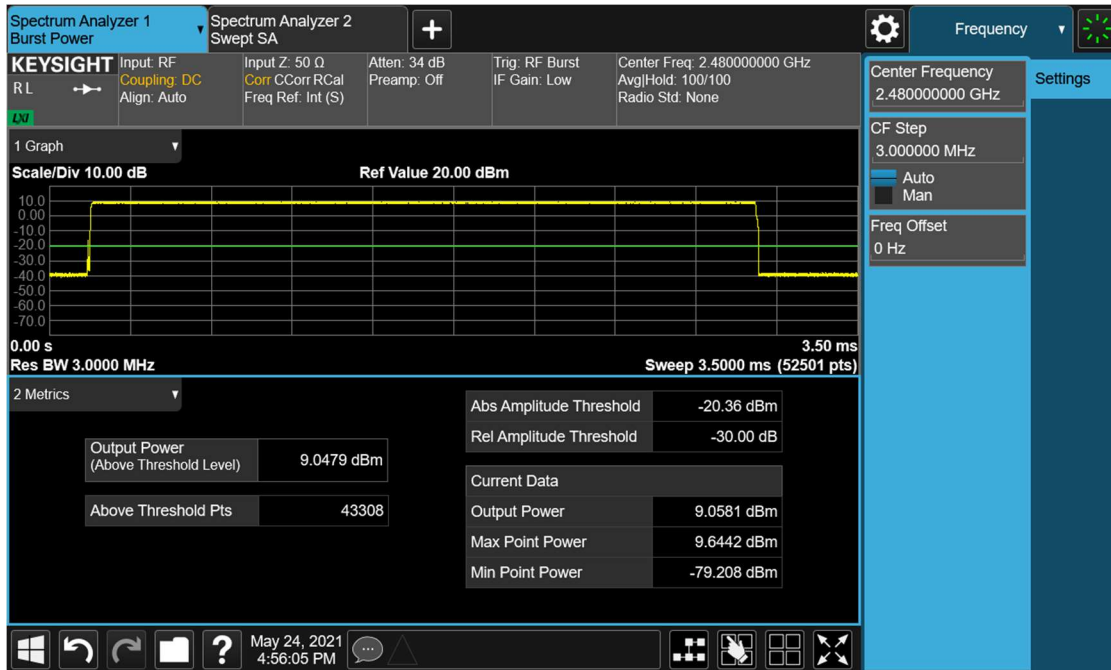 Spectrum Analyzer 1
Burst Power
Spectrum Analyzer 2
Swept SA
Frequency
KEYSIGHT
RL
LXI
Input: RF
Coupling: DC
Align: Auto
Input Z: 50 Ω
Corr CCorr RCal
Freq Ref: Int (S)
Atten: 34 dB
Preamp: Off
Trig: RF Burst
IF Gain: Low
Center Freq: 2.480000000 GHz
Avg|Hold: 100/100
Radio Std: None
Center Frequency
2.480000000 GHz
Settings
CF Step
3.000000 MHz
Auto
Man
Freq Offset
0 Hz
1 Graph
Scale/Div 10.00 dB
Ref Value 20.00 dBm
10.0
0.00
-10.0
-20.0
-30.0
-40.0
-50.0
-60.0
-70.0
0.00 s
3.50 ms
Res BW 3.0000 MHz
Sweep 3.5000 ms (52501 pts)
2 Metrics
Output Power
(Above Threshold Level)
9.0479 dBm
Above Threshold Pts
43308
Abs Amplitude Threshold
-20.36 dBm
Rel Amplitude Threshold
-30.00 dB
Current Data
Output Power
9.0581 dBm
Max Point Power
9.6442 dBm
Min Point Power
-79.208 dBm
?
May 24, 2021
4:56:05 PM